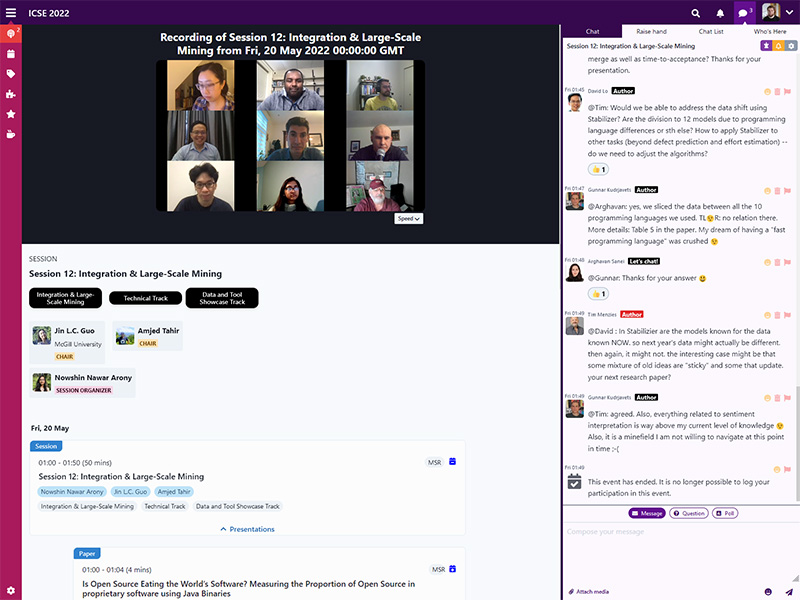 ICSE 2022
3
2
Recording of Session 12: Integration & Large-Scale
Mining from Fri, 20 May 2022 00:00:00 GMT
Speed
SESSION
Session 12: Integration & Large-Scale Mining
Integration & Large-
Scale Mining
Technical Track
Data and Tool
Showcase Track
Jin L.C. Guo
McGill University
CHAIR
Amjed Tahir
CHAIR
Nowshin Nawar Arony
SESSION ORGANIZER
Fri, 20 May
Session
01:00 - 01:50 (50 mins)
MSR
Session 12: Integration & Large-Scale Mining
Nowshin Nawar Arony
Jin L.C. Guo
Amjed Tahir
Integration & Large-Scale Mining
Technical Track
Data and Tool Showcase Track
Presentations
Paper
01:00 - 01:04 (4 mins)
MSR
Is Open Source Eating the World's Software? Measuring the Proportion of Open Source in
proprietary software using Java Binaries
Chat
Raise hand
Chat List
Who's Here
Session 12: Integration & Large-Scale Mining
merge as well as time-to-acceptance? Thanks for your
presentation.
Fri 01:45
David Lo Author
@Tim: Would we be able to address the data shift using
Stabilizer? Are the division to 12 models due to programming
language differences or sth else? How to apply Stabilizer to
other tasks (beyond defect prediction and effort estimation) --
do we need to adjust the algorithms?
👍 1
Fri 01:47
Gunnar Kudrjavets Author
@Arghavan: yes, we sliced the data between all the 10
programming languages we used. TL😉R: no relation there.
More details: Table 5 in the paper. My dream of having a "fast
programming language" was crushed 😉
Fri 01:48
Arghavan Sanei Let's chat!
@Gunnar: Thanks for your answer 😃
👍 1
Fri 01:49
Tim Menzies Author
@David : In Stabilizier are the models known for the data
known NOW. so next year's data might actually be different.
then again, it might not. the interesting case might be that
some mixture of old ideas are "sticky" and some that update.
your next research paper?
Fri 01:49
Gunnar Kudrjavets Author
@Tim: agreed. Also, everything related to sentiment
interpretation is way above my current level of knowledge 😉
Also, it is a minefield I am not willing to navigate at this point
in time ;-(
Fri 01:49
This event has ended. It is no longer possible to log your
participation in this event.
Message
Question
Poll
Compose your message
Attach media